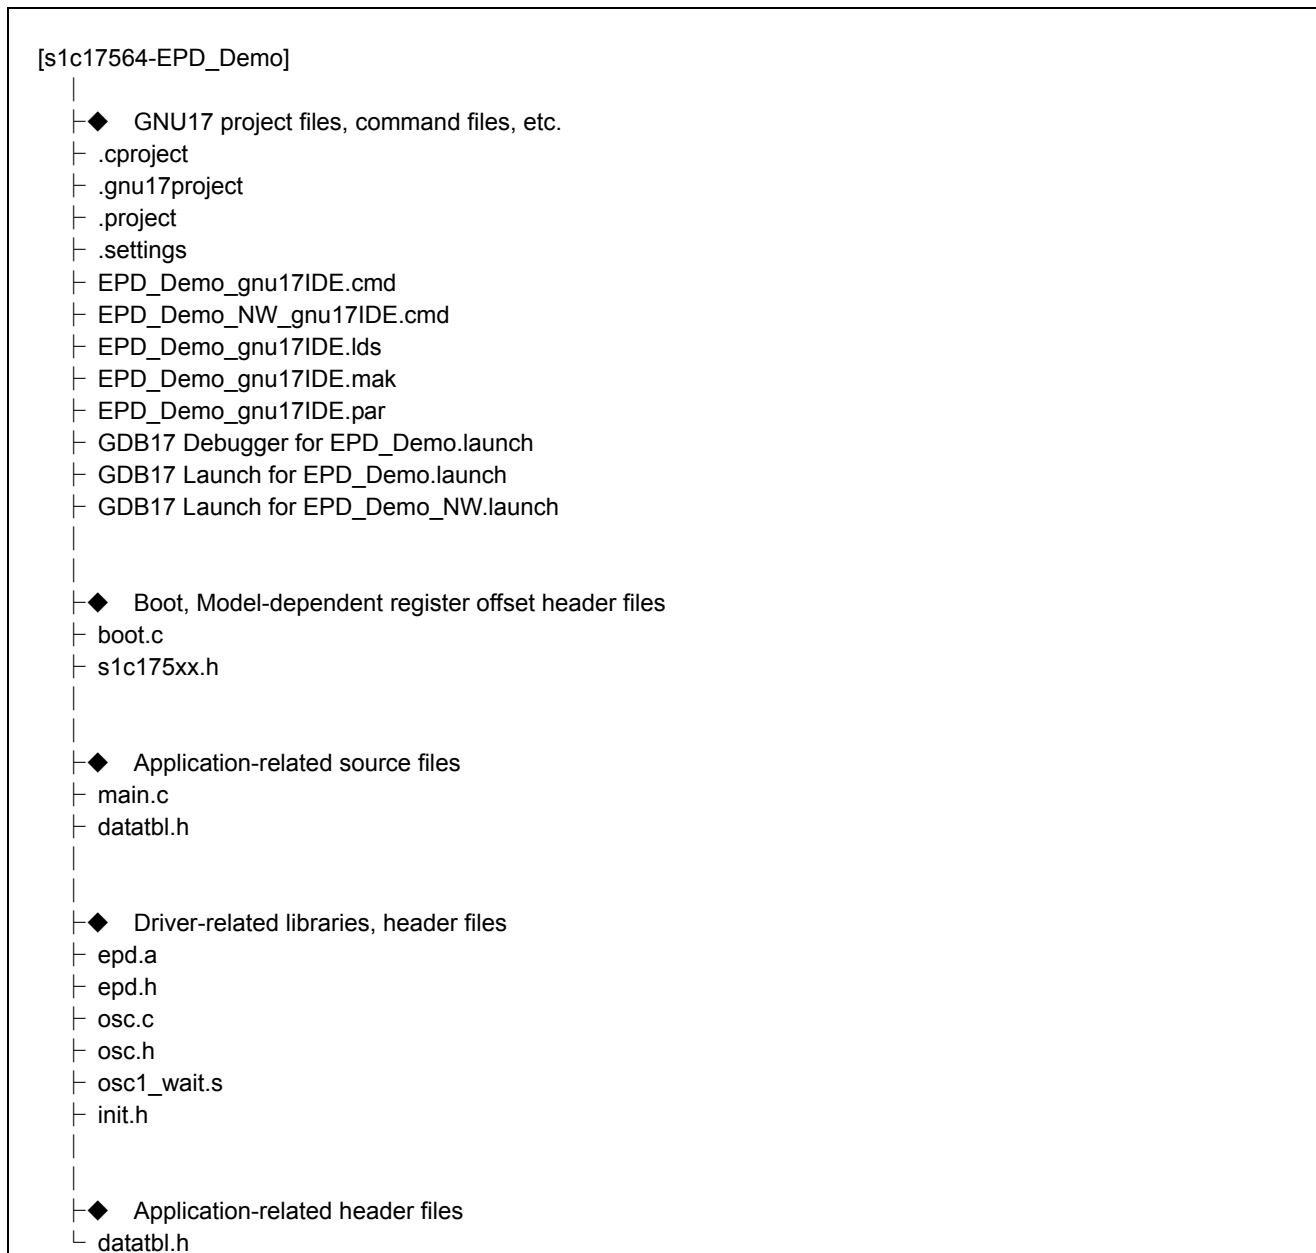 [s1c17564-EPD_Demo]
◆ GNU17 project files, command files, etc.
.cproject
.gnu17project
.project
.settings
EPD_Demo_gnu17IDE.cmd
EPD_Demo_NW_gnu17IDE.cmd
EPD_Demo_gnu17IDE.lds
EPD_Demo_gnu17IDE.mak
EPD_Demo_gnu17IDE.par
GDB17 Debugger for EPD_Demo.launch
GDB17 Launch for EPD_Demo.launch
GDB17 Launch for EPD_Demo_NW.launch
◆ Boot, Model-dependent register offset header files
boot.c
s1c175xx.h
◆ Application-related source files
main.c
datatbl.h
◆ Driver-related libraries, header files
epd.a
epd.h
osc.c
osc.h
osc1_wait.s
init.h
◆ Application-related header files
datatbl.h